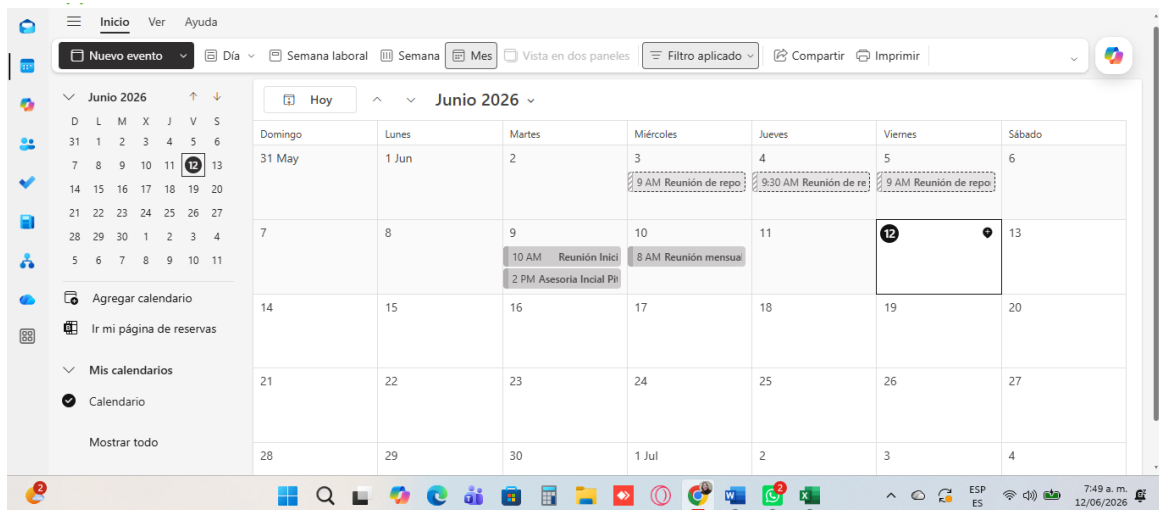 Inicio Ver Ayuda
Nuevo evento Día Semana laboral Semana Mes Vista en dos paneles Filtro aplicado Compartir Imprimir
Junio 2026
D L M X J V S
31 1 2 3 4 5 6
7 8 9 10 11 12 13
14 15 16 17 18 19 20
21 22 23 24 25 26 27
28 29 30 1 2 3 4
5 6 7 8 9 10 11
Agregar calendario
Ir mi página de reservas
Mis calendarios
Calendario
Mostrar todo
Hoy Junio 2026
Domingo Lunes Martes Miércoles Jueves Viernes Sábado
31 May 1 Jun 2 3 4 5 6
9 AM Reunión de repo 9:30 AM Reunión de re 9 AM Reunión de repo
7 8 9 10 11 12 13
10 AM Reunión Inici 8 AM Reunión mensual
2 PM Asesoria Incial Pit
14 15 16 17 18 19 20
21 22 23 24 25 26 27
28 29 30 1 Jul 2 3 4
2 2 ESP 7:49 a. m.
ES 12/06/2026